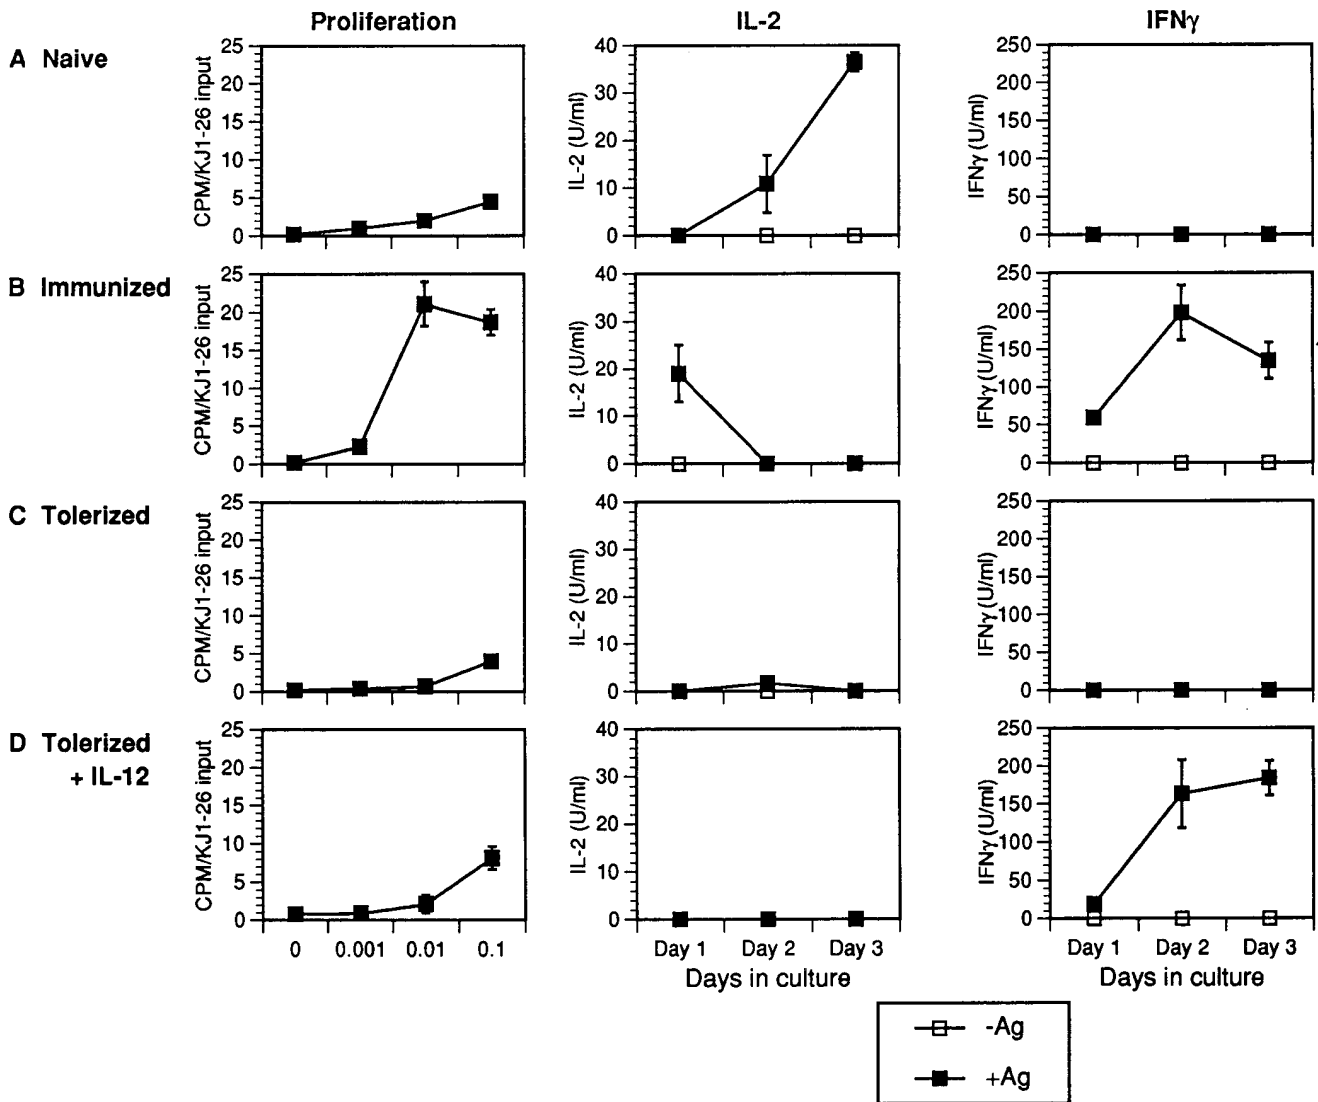 Proliferation
IL-2
IFNγ
A Naive
CPM/KJ1-26 input
25
20
15
10
5
0
IL-2 (U/ml)
40
30
20
10
0
IFNγ (U/ml)
250
200
150
100
50
0
B Immunized
CPM/KJ1-26 input
25
20
15
10
5
0
IL-2 (U/ml)
40
30
20
10
0
IFNγ (U/ml)
250
200
150
100
50
0
C Tolerized
CPM/KJ1-26 input
25
20
15
10
5
0
IL-2 (U/ml)
40
30
20
10
0
IFNγ (U/ml)
250
200
150
100
50
0
D Tolerized
+ IL-12
CPM/KJ1-26 input
25
20
15
10
5
0
0 0.001 0.01 0.1
IL-2 (U/ml)
40
30
20
10
0
Day 1 Day 2 Day 3
Days in culture
IFNγ (U/ml)
250
200
150
100
50
0
Day 1 Day 2 Day 3
Days in culture
-Ag
+Ag